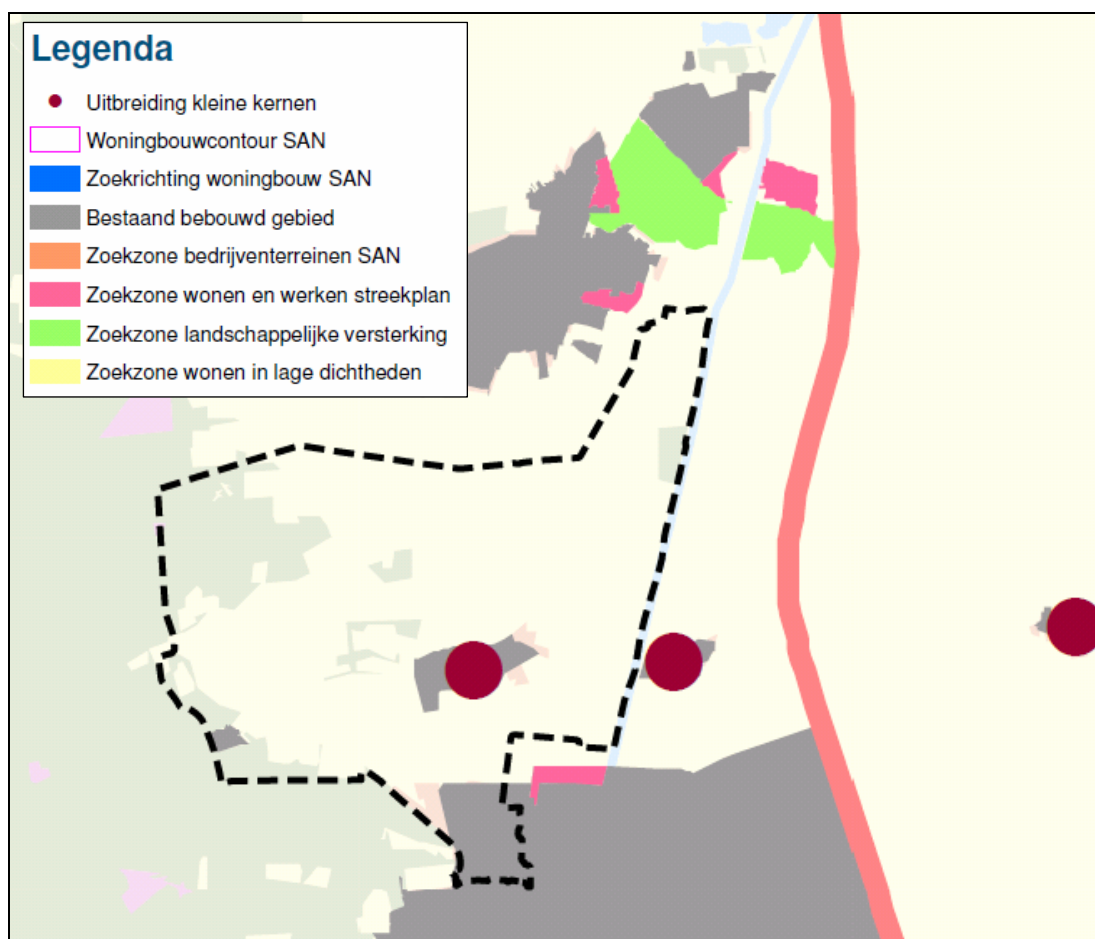 Legenda
Uitbreiding kleine kernen
Woningbouwcontour SAN
Zoekrichting woningbouw SAN
Bestaand bebouwd gebied
Zoekzone bedrijventerreinen SAN
Zoekzone wonen en werken streekplan
Zoekzone landschappelijke versterking
Zoekzone wonen in lage dichtheden